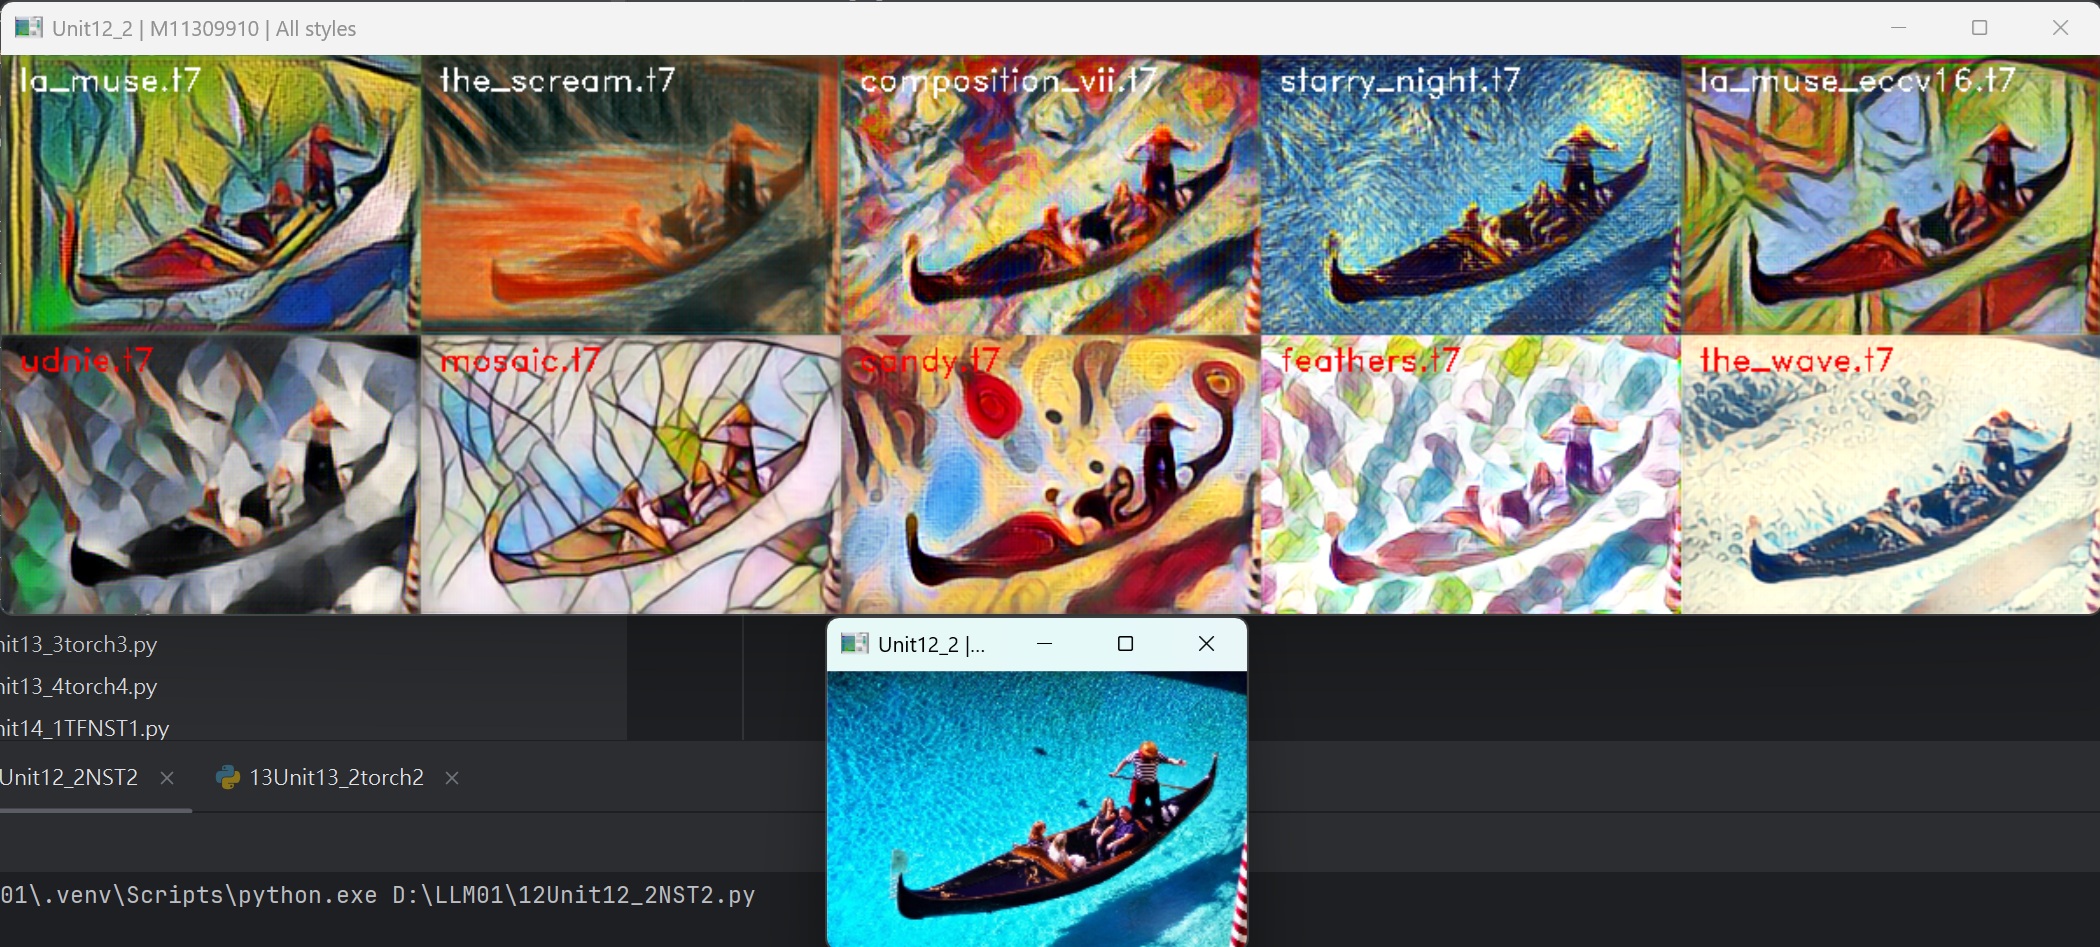 Unit12_2 | M11309910 | All styles
la_muse.t7
the_scream.t7
composition_vii.t7
starry_night.t7
la_muse_eccv16.t7
udnie.t7
mosaic.t7
candy.t7
feathers.t7
the_wave.t7
nit13_3torch3.py
nit13_4torch4.py
nit14_1TFNST1.py
Unit12_2 |...
Unit12_2NST2
13Unit13_2torch2
01\.venv\Scripts\python.exe D:\LLM01\12Unit12_2NST2.py